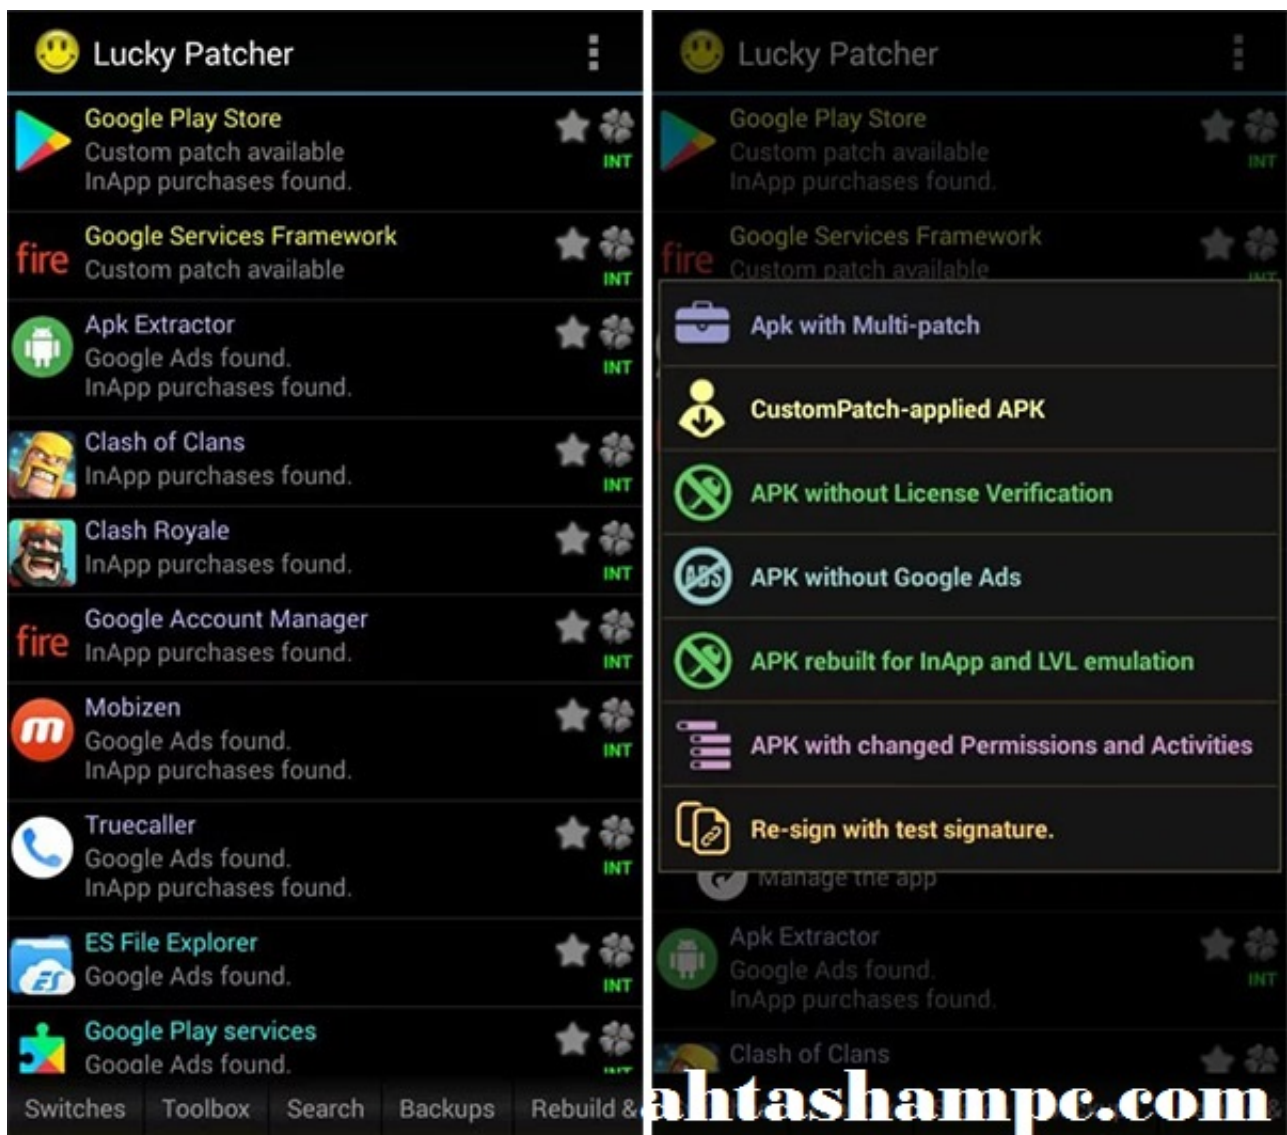 Lucky Patcher
Google Play Store
Custom patch available
InApp purchases found.
INT
fire
Google Services Framework
Custom patch available
INT
Apk Extractor
Google Ads found.
InApp purchases found.
INT
Clash of Clans
InApp purchases found.
INT
Clash Royale
InApp purchases found.
INT
fire
Google Account Manager
InApp purchases found.
INT
m
Mobizen
Google Ads found.
InApp purchases found.
INT
Truecaller
Google Ads found.
InApp purchases found.
INT
ES
ES File Explorer
Google Ads found.
INT
Google Play services
Google Ads found.
Switches Toolbox Search Backups Rebuild &
Lucky Patcher
Google Play Store
Custom patch available
InApp purchases found.
INT
fire
Google Services Framework
Custom patch available
INT
Apk with Multi-patch
CustomPatch-applied APK
APK without License Verification
ADS
APK without Google Ads
APK rebuilt for InApp and LVL emulation
APK with changed Permissions and Activities
Re-sign with test signature.
Manage the app
Apk Extractor
Google Ads found.
InApp purchases found.
INT
Clash of Clans
ahtashampc.com